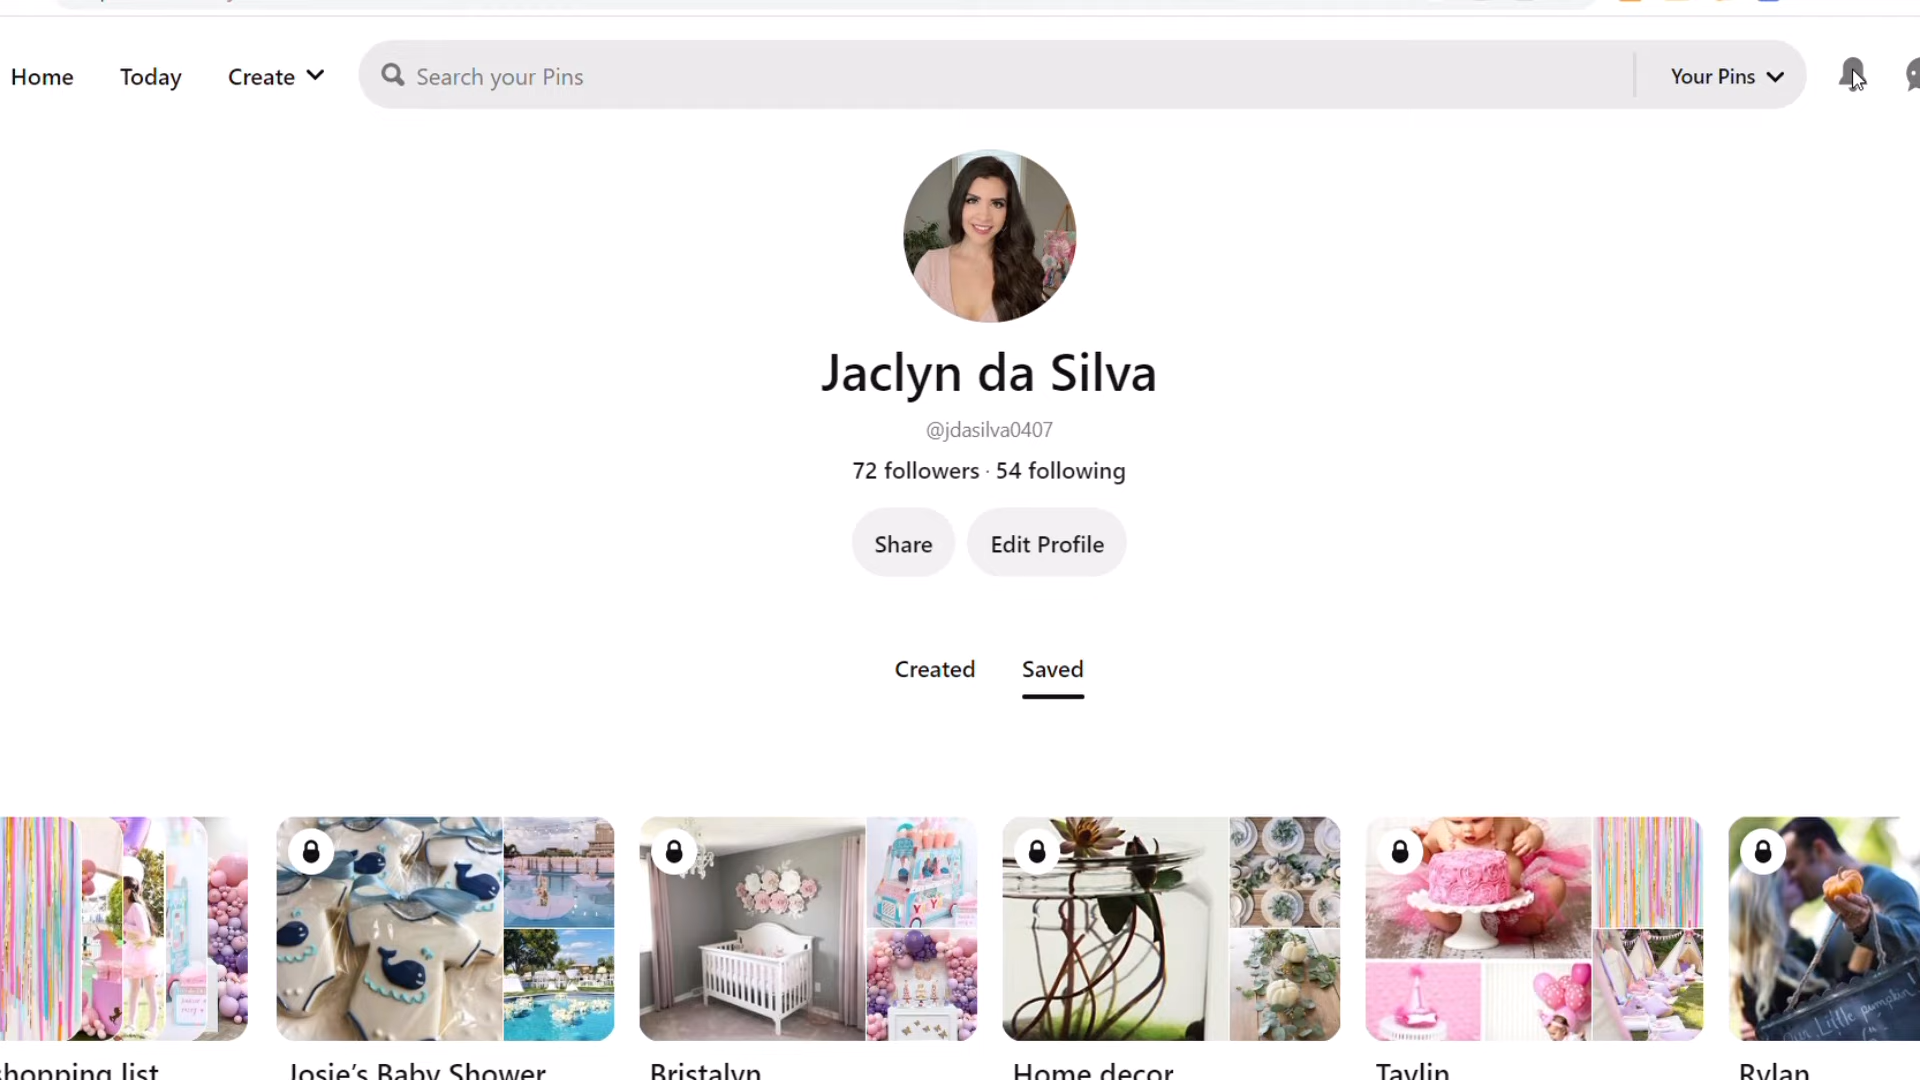 Home
Today
Create
Search your Pins
Your Pins
Jaclyn da Silva
@jdasilva0407
72 followers · 54 following
Share
Edit Profile
Created
Saved
shopping list
Josie's Baby Shower
Bristalyn
Home decor
Taylin
Rylan